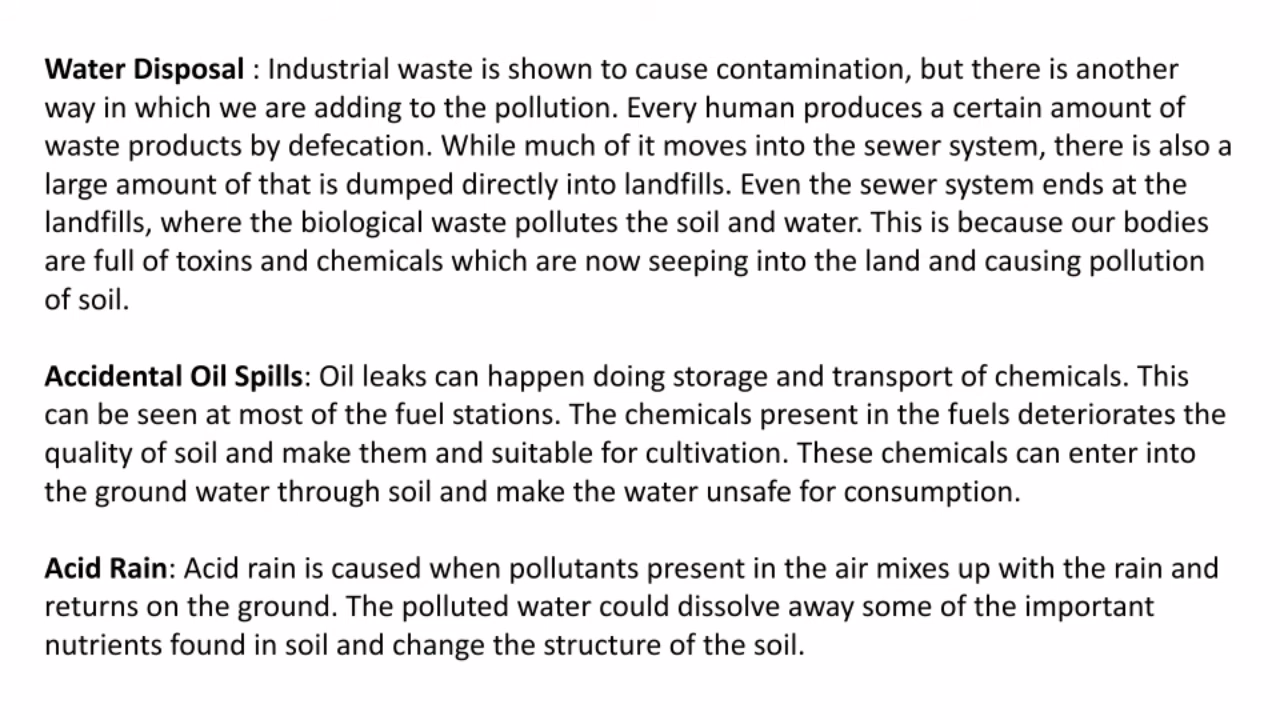 Water Disposal : Industrial waste is shown to cause contamination, but there is another
way in which we are adding to the pollution. Every human produces a certain amount of
waste products by defecation. While much of it moves into the sewer system, there is also a
large amount of that is dumped directly into landfills. Even the sewer system ends at the
landfills, where the biological waste pollutes the soil and water. This is because our bodies
are full of toxins and chemicals which are now seeping into the land and causing pollution
of soil.
Accidental Oil Spills: Oil leaks can happen doing storage and transport of chemicals. This
can be seen at most of the fuel stations. The chemicals present in the fuels deteriorates the
quality of soil and make them and suitable for cultivation. These chemicals can enter into
the ground water through soil and make the water unsafe for consumption.
Acid Rain: Acid rain is caused when pollutants present in the air mixes up with the rain and
returns on the ground. The polluted water could dissolve away some of the important
nutrients found in soil and change the structure of the soil.